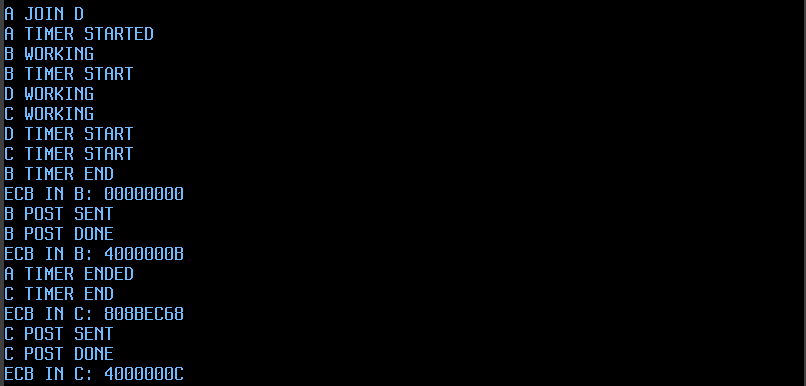 A JOIN D
A TIMER STARTED
B WORKING
B TIMER START
D WORKING
C WORKING
D TIMER START
C TIMER START
B TIMER END
ECB IN B: 00000000
B POST SENT
B POST DONE
ECB IN B: 4000000B
A TIMER ENDED
C TIMER END
ECB IN C: 808BEC68
C POST SENT
C POST DONE
ECB IN C: 4000000C